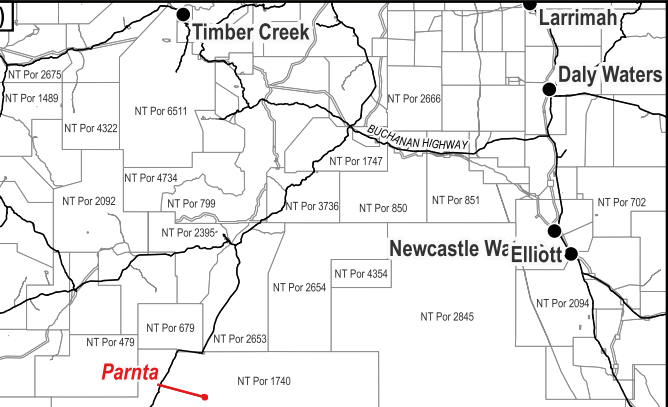 )
Timber Creek
Larrimah
NT Por 2675
Daly Waters
NT Por 1489
NT Por 2666
NT Por 6511
NT Por 4322
BUCHANAN HIGHWAY
NT Por 1747
NT Por 4734
NT Por 2092
NT Por 799
NT Por 3736
NT Por 850
NT Por 851
NT Por 702
NT Por 2395
Newcastle Wa
Elliott
NT Por 4354
NT Por 2654
NT Por 2094
NT Por 2845
NT Por 679
NT Por 479
NT Por 2653
Parnta
NT Por 1740